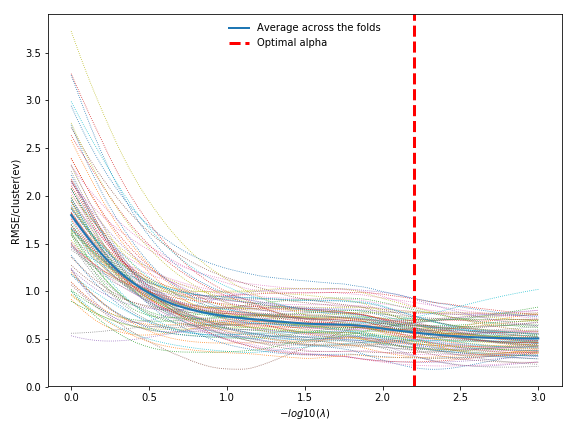 Average across the folds
Optimal alpha
3.5
3.0
2.5
2.0
1.5
1.0
0.5
0.0
RMSE/cluster(ev)
0.0 0.5 1.0 1.5 2.0 2.5 3.0
−log10(λ)